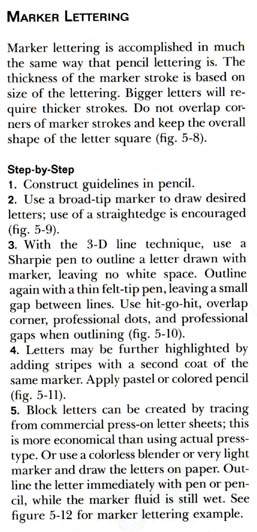 MARKER LETTERING
Marker lettering is accomplished in much
the same way that pencil lettering is. The
thickness of the marker stroke is based on
size of the lettering. Bigger letters will re-
quire thicker strokes. Do not overlap cor-
ners of marker strokes and keep the overall
shape of the letter square (fig. 5-8).
Step-by-Step
1. Construct guidelines in pencil.
2. Use a broad-tip marker to draw desired
letters; use of a straightedge is encouraged
(fig. 5-9).
3. With the 3-D line technique, use a
Sharpie pen to outline a letter drawn with
marker, leaving no white space. Outline
again with a thin felt-tip pen, leaving a small
gap between lines. Use hit-go-hit, overlap
corner, professional dots, and professional
gaps when outlining (fig. 5-10).
4. Letters may be further highlighted by
adding stripes with a second coat of the
same marker. Apply pastel or colored pencil
(fig. 5-11).
5. Block letters can be created by tracing
from commercial press-on letter sheets; this
is more economical than using actual press-
type. Or use a colorless blender or very light
marker and draw the letters on paper. Out-
line the letter immediately with pen or pen-
cil, while the marker fluid is still wet. See
figure 5-12 for marker lettering example.